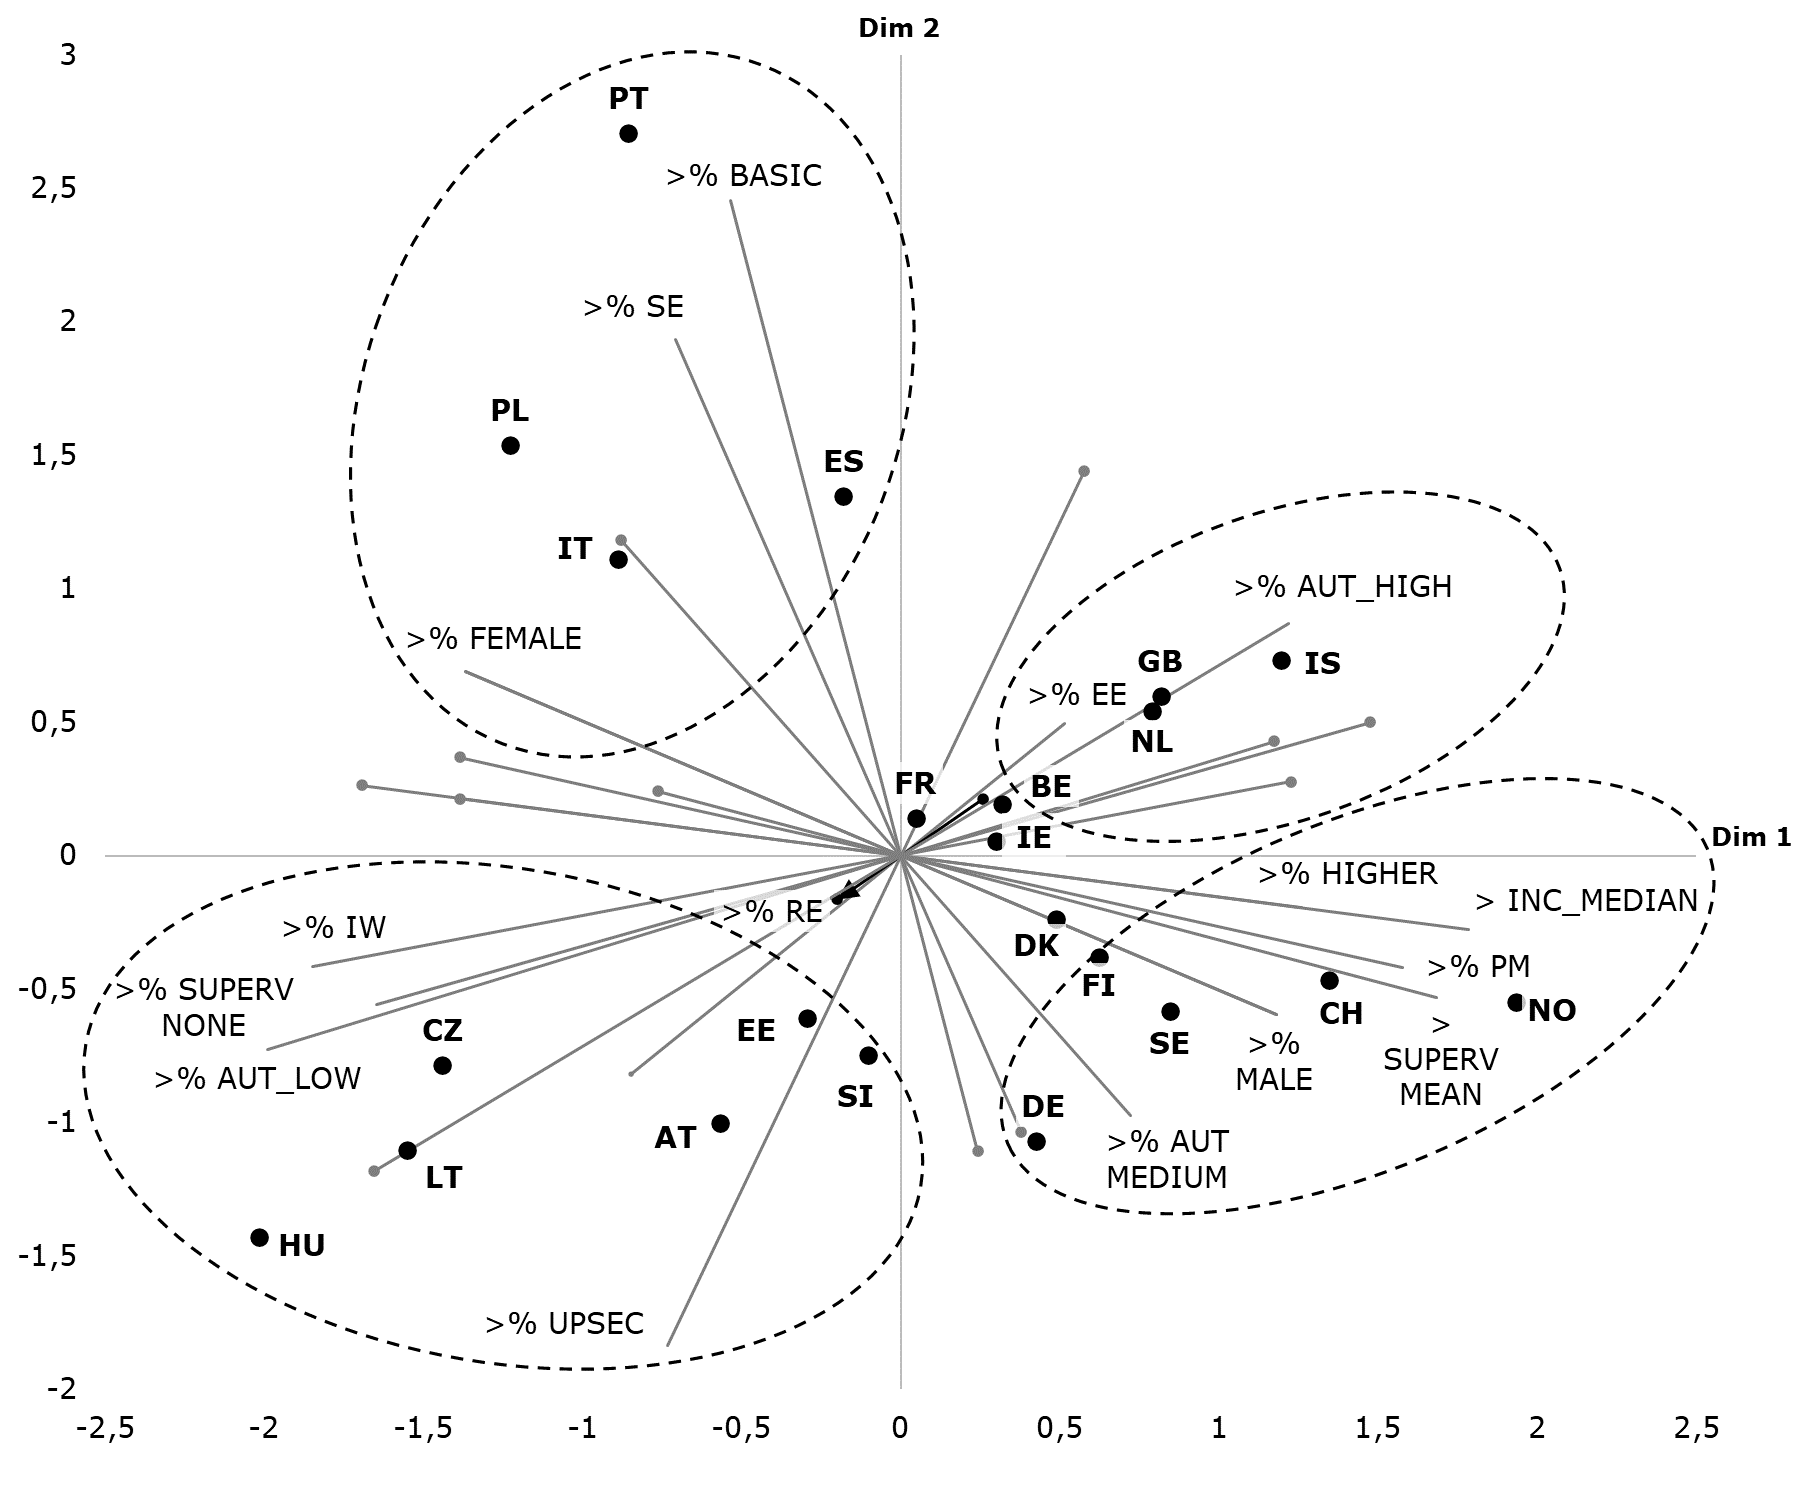 Dim 2
3
PT
>% BASIC
2,5
>% SE
2
PL
1,5
ES
IT
1
>% AUT_HIGH
>% FEMALE
GB
IS
>% EE
0,5
NL
FR
BE
IE
0
Dim 1
>% HIGHER
> INC_MEDIAN
>% RE
>% IW
DK
>% PM
-0,5
>% SUPERV
NONE
FI
CH
NO
CZ
EE
SE
>%
MALE
>
SUPERV
MEAN
>% AUT_LOW
SI
DE
-1
AT
>% AUT
MEDIUM
LT
HU
-1,5
>% UPSEC
-2
-2,5 -2 -1,5 -1 -0,5 0 0,5 1 1,5 2 2,5